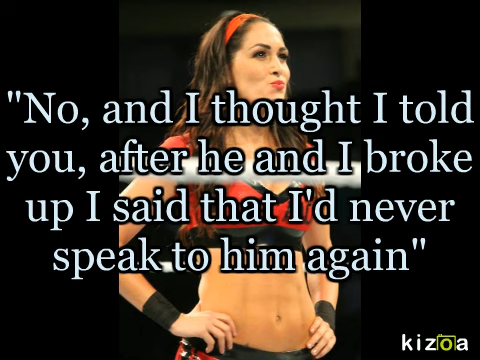 "No, and I thought I told
you, after he and I broke
up I said that I'd never
speak to him again"
kizoa